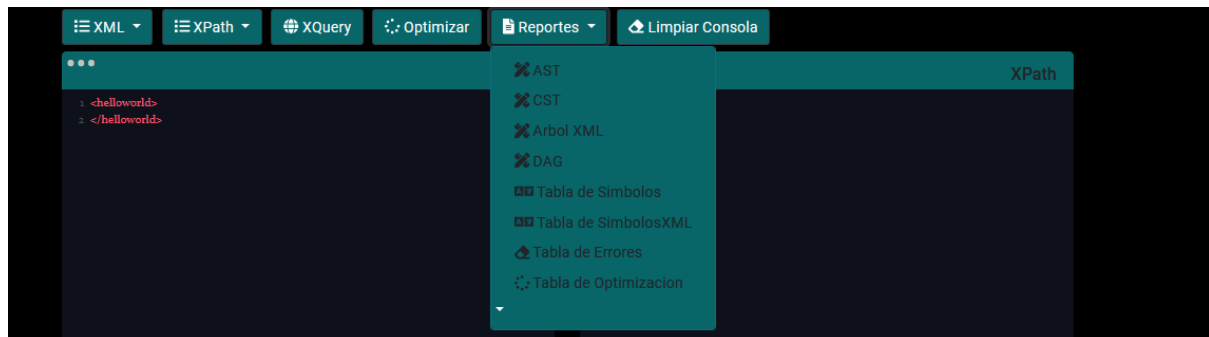 XML XPath XQuery Optimizar Reportes Limpiar Consola
XPath
1 <helloworld>
2 </helloworld>
AST
CST
Arbol XML
DAG
Tabla de Simbolos
Tabla de SimbolosXML
Tabla de Errores
Tabla de Optimizacion